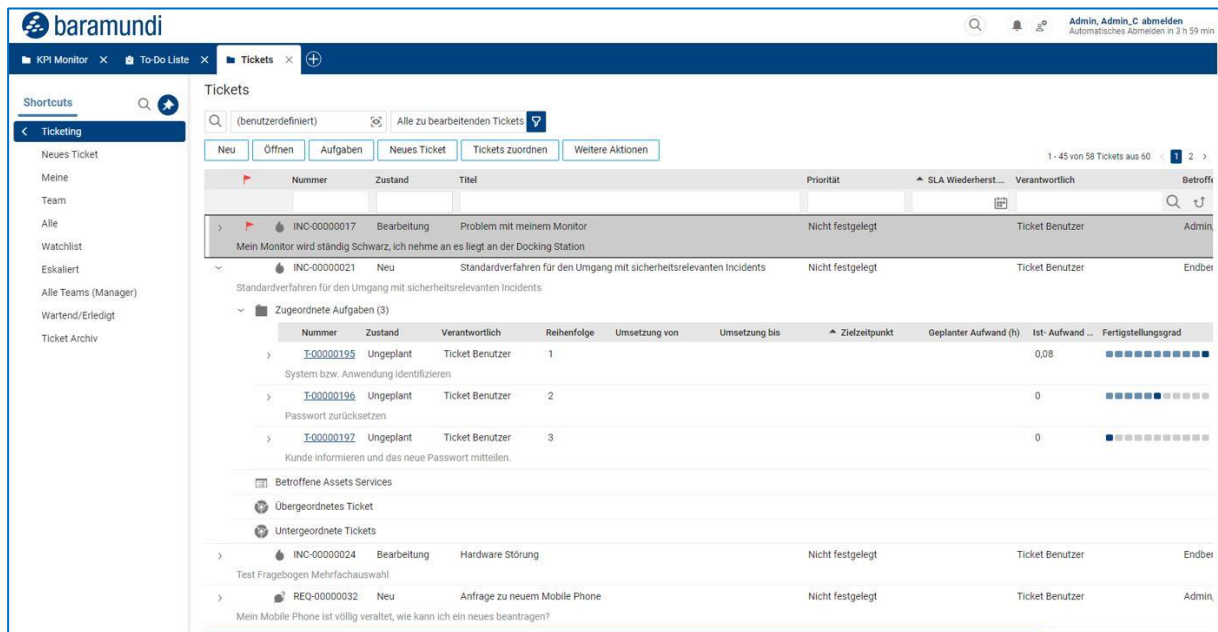 baramundi
Admin, Admin_C abmelden
Automatisches Abmelden in 3 h 59 min
KPI Monitor X To-Do Liste X Tickets X
Tickets
Shortcuts
(benutzerdefiniert) Alle zu bearbeitenden Tickets
Ticketing
Neu Öffnen Aufgaben Neues Ticket Tickets zuordnen Weitere Aktionen
Neues Ticket
1 - 45 von 58 Tickets aus 60 < 1 2 >
Meine
Nummer Zustand Titel Priorität SLA Wiederherst.... Verantwortlich Betroffe
Team
Alle
INC-00000017 Bearbeitung Problem mit meinem Monitor Nicht festgelegt Ticket Benutzer Admin,
Watchlist
Mein Monitor wird ständig Schwarz, ich nehme an es liegt an der Docking Station
Eskaliert
INC-00000021 Neu Standardverfahren für den Umgang mit sicherheitsrelevanten Incidents Nicht festgelegt Ticket Benutzer Endber
Alle Teams (Manager)
Standardverfahren für den Umgang mit sicherheitsrelevanten Incidents
Wartend/Erledigt
Zugeordnete Aufgaben (3)
Ticket Archiv
Nummer Zustand Verantwortlich Reihenfolge Umsetzung von Umsetzung bis Zielzeitpunkt Geplanter Aufwand (h) Ist- Aufwand ... Fertigstellungsgrad
T-00000195 Ungeplant Ticket Benutzer 1 0,08
System bzw. Anwendung identifizieren
T-00000196 Ungeplant Ticket Benutzer 2 0
Passwort zurücksetzen
T-00000197 Ungeplant Ticket Benutzer 3 0
Kunde informieren und das neue Passwort mitteilen.
Betroffene Assets Services
Übergeordnetes Ticket
Untergeordnete Tickets
INC-00000024 Bearbeitung Hardware Störung Nicht festgelegt Ticket Benutzer Endber
Test Fragebogen Mehrfachauswahl
REQ-00000032 Neu Anfrage zu neuem Mobile Phone Nicht festgelegt Ticket Benutzer Admin,
Mein Mobile Phone ist völlig veraltet, wie kann ich ein neues beantragen?